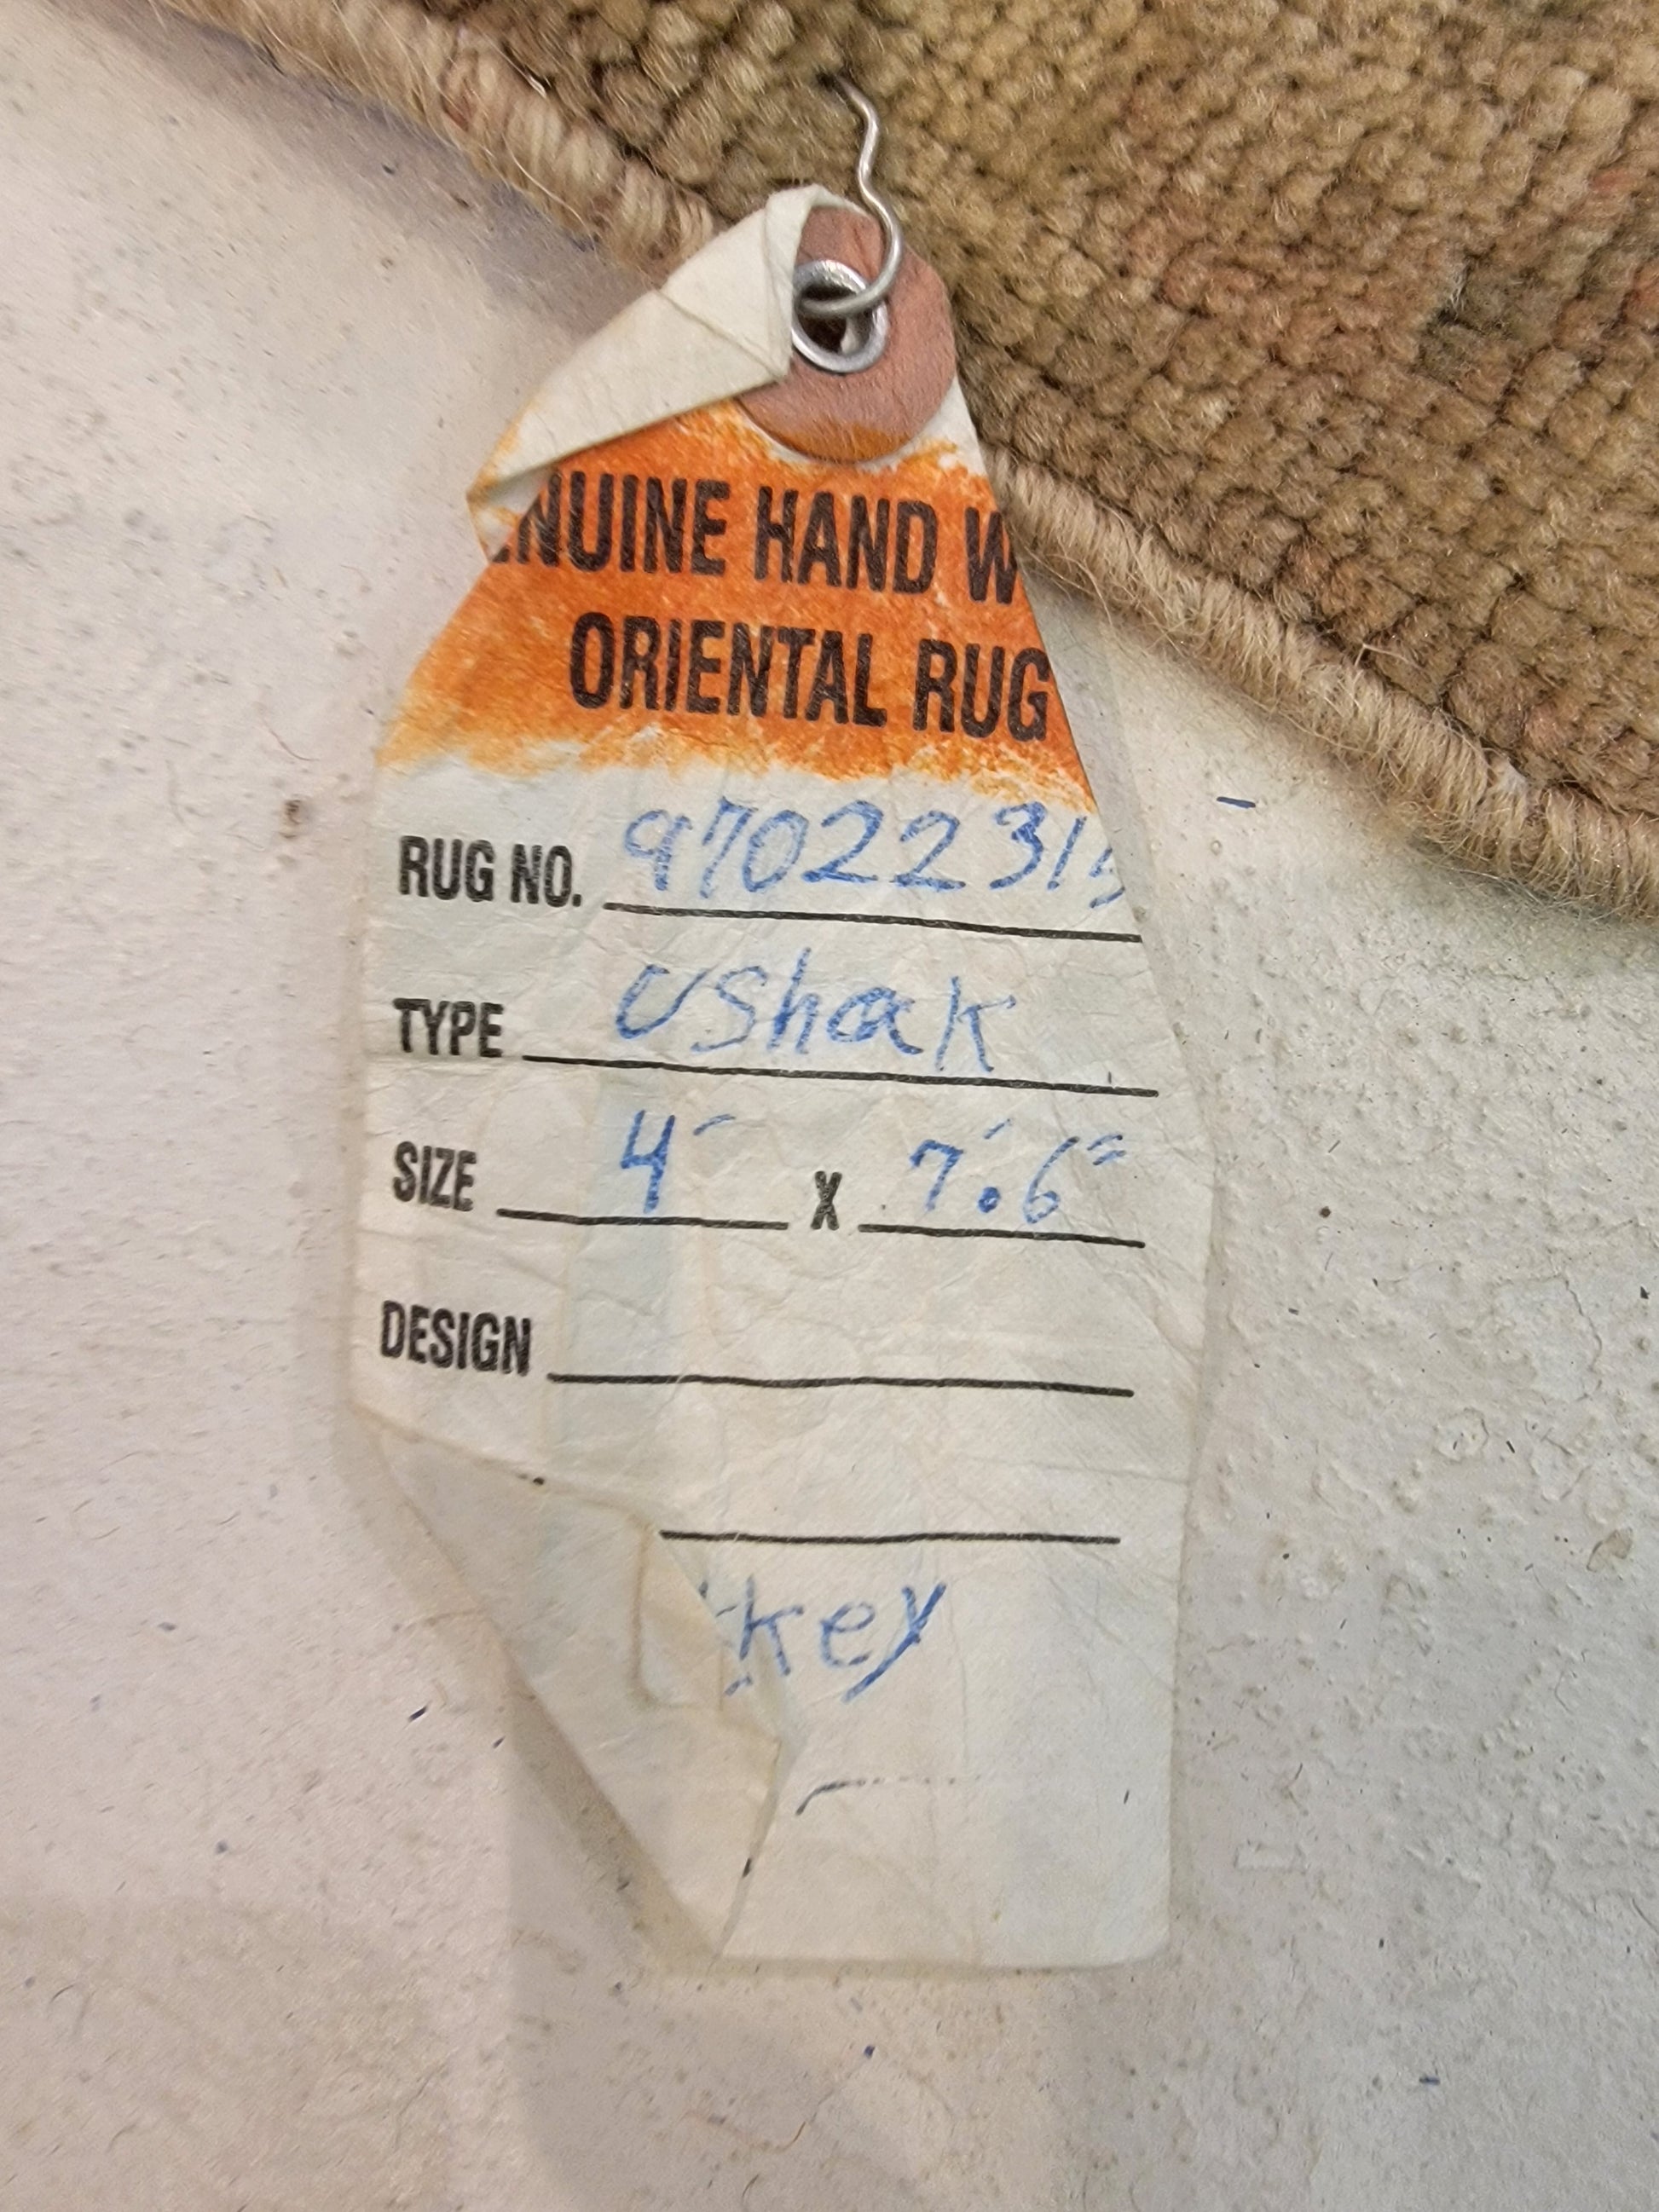 ENUINE HAND W
ORIENTAL RUG
RUG NO. 97022315
TYPE Ushak
SIZE 4' X 7'.6"
DESIGN
key